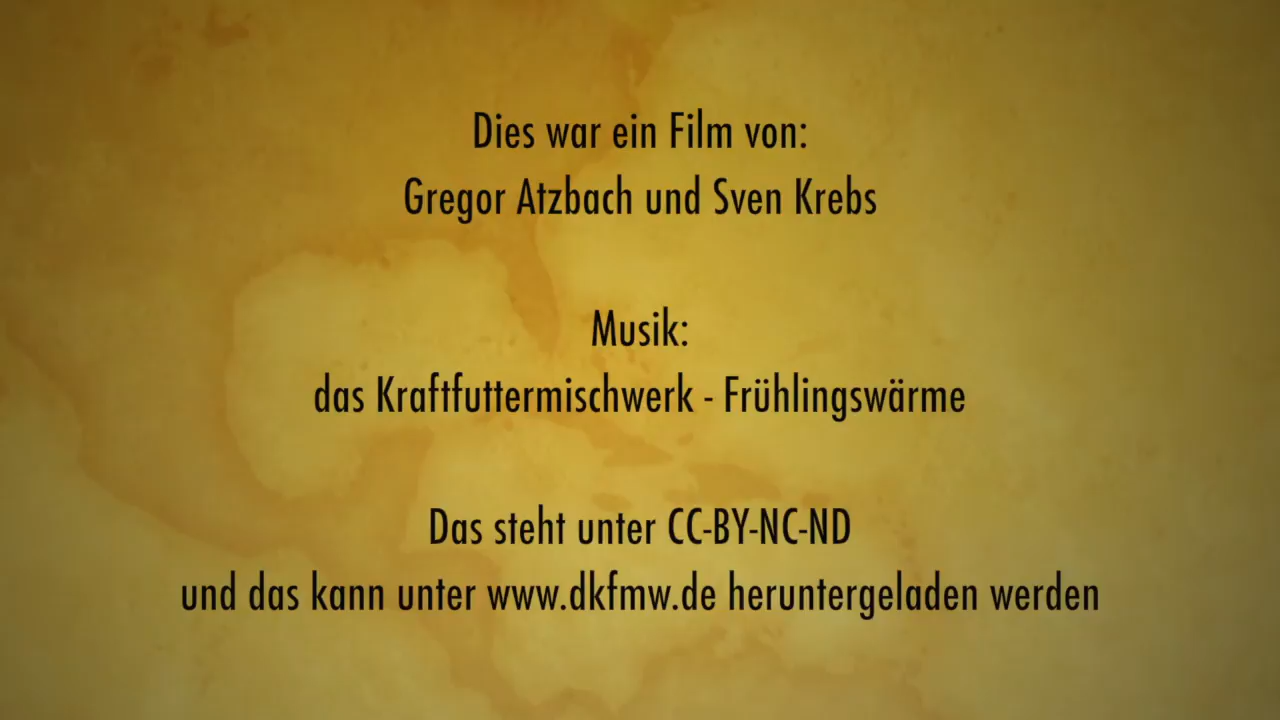 Dies war ein Film von:
Gregor Atzbach und Sven Krebs
Musik:
das Kraftfuttermischwerk - Frühlingswärme
Das steht unter CC-BY-NC-ND
und das kann unter www.dkfmw.de heruntergeladen werden